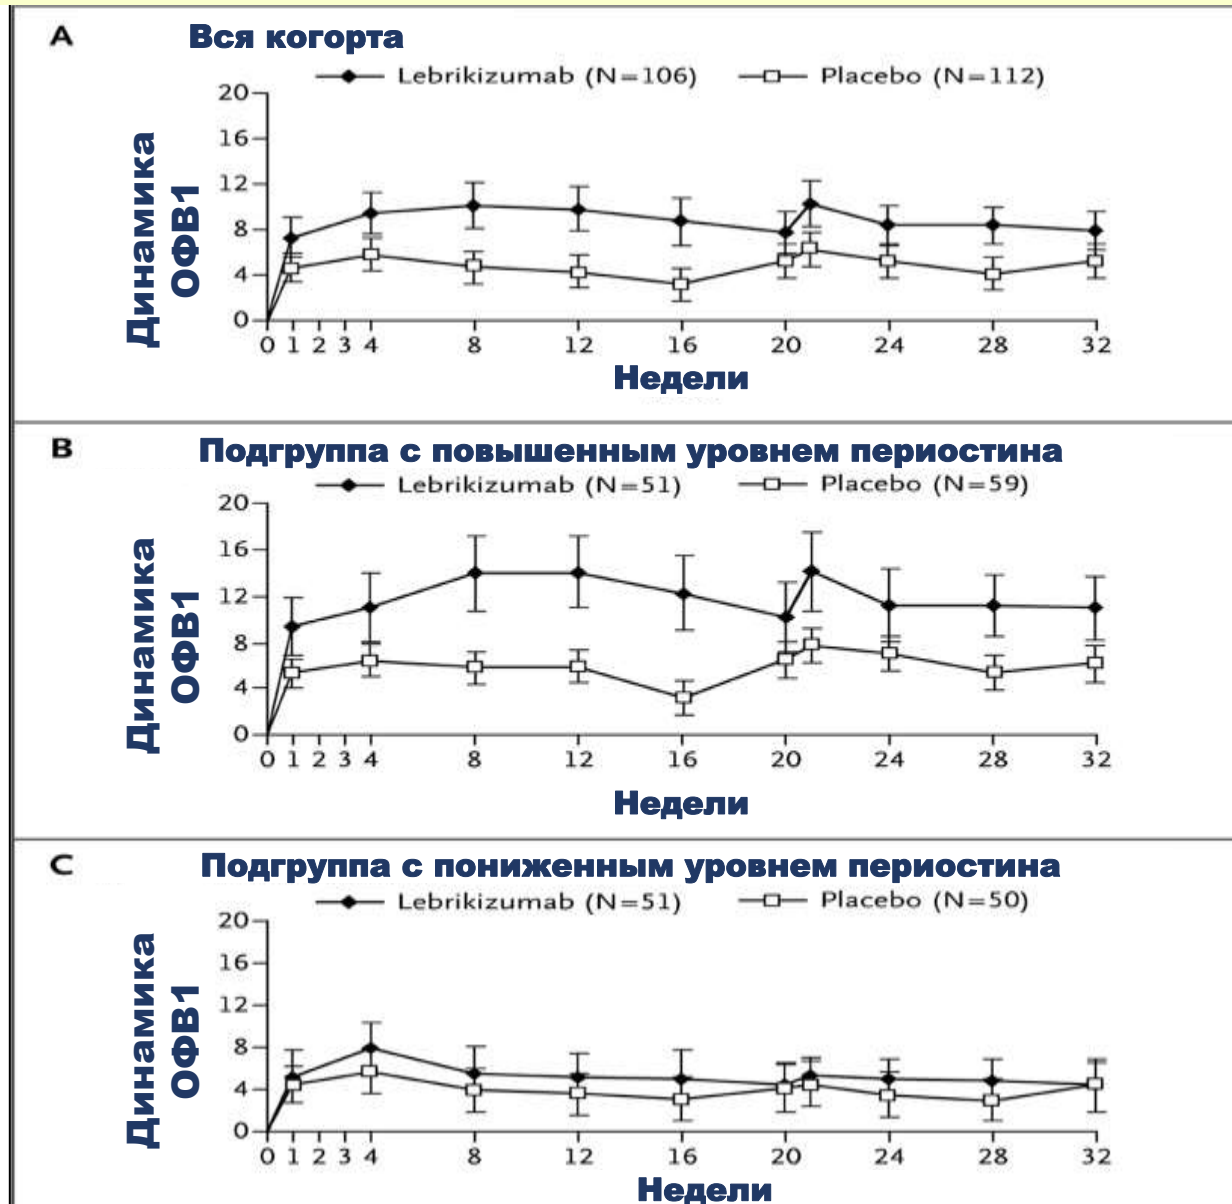 A
Вся когорта
Lebrikizumab (N=106) Placebo (N=112)
20
16
12
8
4
0
Динамика
ОФВ1
0 1 2 3 4 8 12 16 20 24 28 32
Недели
B
Подгруппа с повышенным уровнем периостина
Lebrikizumab (N=51) Placebo (N=59)
20
16
12
8
4
0
Динамика
ОФВ1
0 1 2 3 4 8 12 16 20 24 28 32
Недели
C
Подгруппа с пониженным уровнем периостина
Lebrikizumab (N=51) Placebo (N=50)
20
16
12
8
4
0
Динамика
ОФВ1
0 1 2 3 4 8 12 16 20 24 28 32
Недели